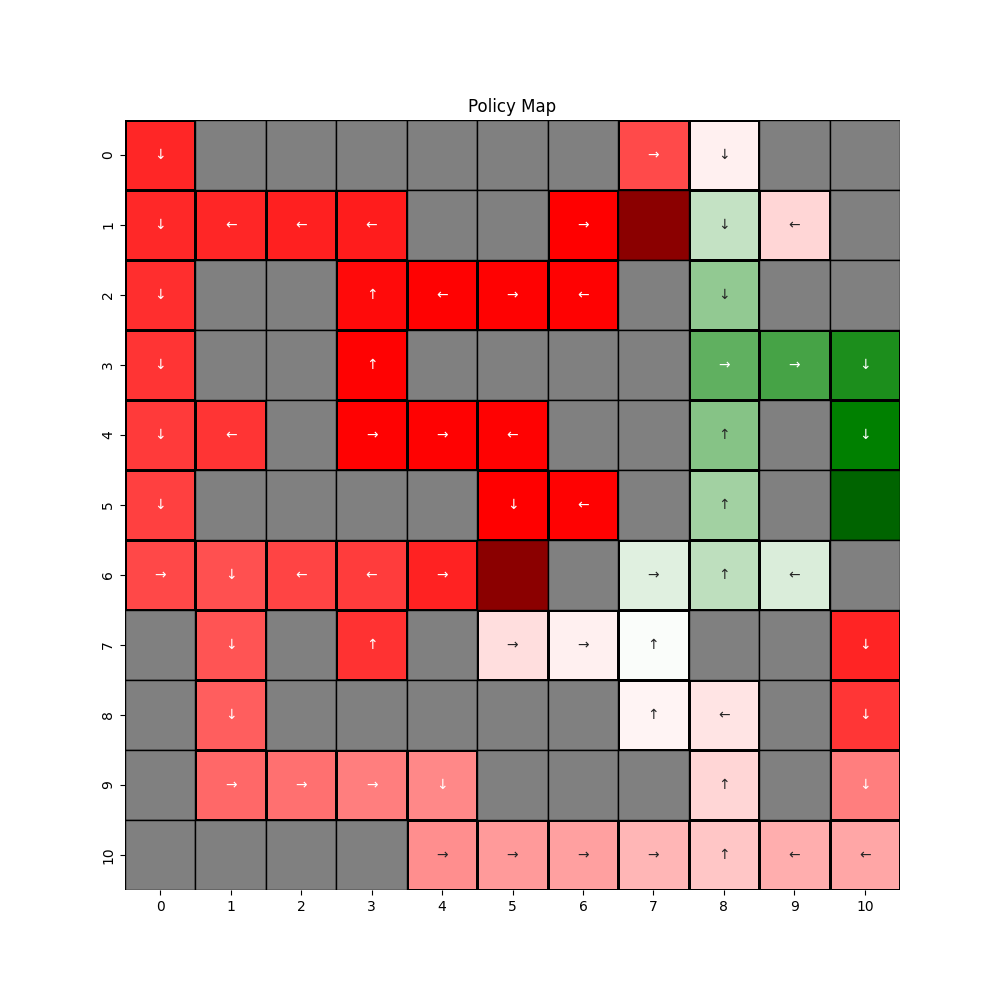 Policy Map
0 ↓ → ↓
1 ↓ ← ← ← → ↓ ←
2 ↓ ↑ ← → ← ↓
3 ↓ ↑ → → ↓
4 ↓ ← → → ← ↑ ↓
5 ↓ ↓ ← ↑
6 → ↓ ← ← → → ↑ ←
7 ↓ ↑ → → ↑ ↓
8 ↓ ↑ ← ↓
9 → → → ↓ ↑ ↓
10 → → → → ↑ ← ←
0 1 2 3 4 5 6 7 8 9 10